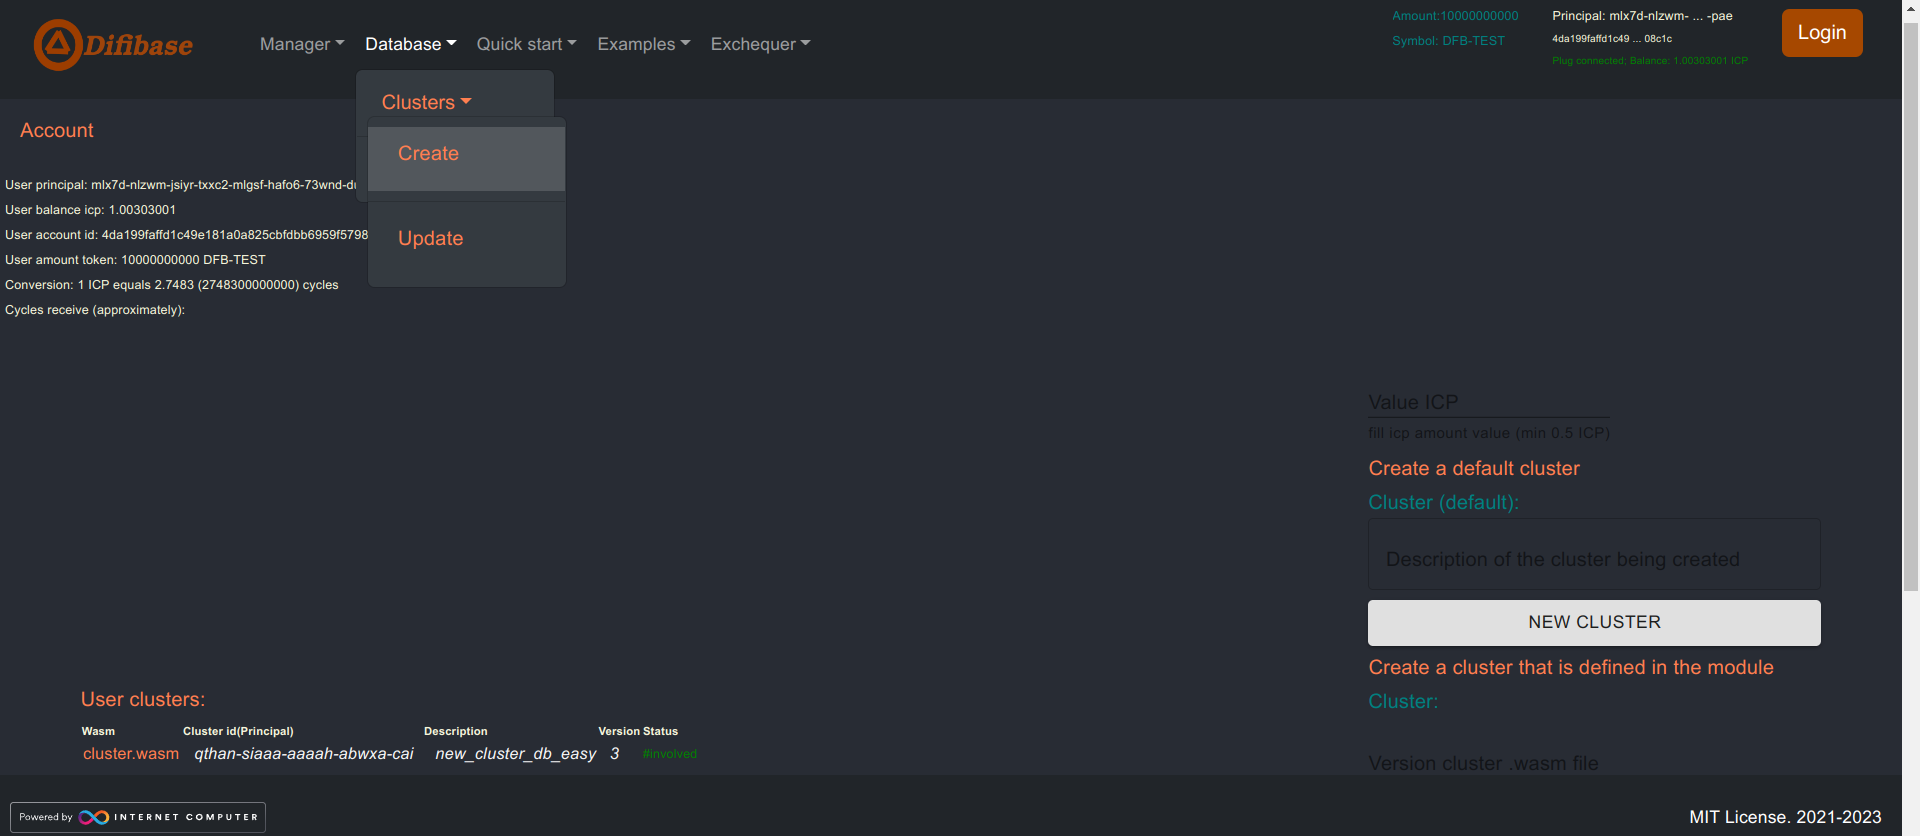 Difibase
Manager
Database
Quick start
Examples
Exchequer
Amount:10000000000
Symbol: DFB-TEST
Principal: mlx7d-nlzwm- ... -pae
4da199faffd1c49 ... 08c1c
Plug connected; Balance: 1.00303001 ICP
Login
Clusters
Create
Update
Account
User principal: mlx7d-nlzwm-jsiyr-txxc2-mlgsf-hafo6-73wnd-du
User balance icp: 1.00303001
User account id: 4da199faffd1c49e181a0a825cbfdbb6959f5798
User amount token: 10000000000 DFB-TEST
Conversion: 1 ICP equals 2.7483 (2748300000000) cycles
Cycles receive (approximately):
Value ICP
fill icp amount value (min 0.5 ICP)
Create a default cluster
Cluster (default):
Description of the cluster being created
NEW CLUSTER
Create a cluster that is defined in the module
Cluster:
Version cluster .wasm file
User clusters:
Wasm Cluster id(Principal) Description Version Status
cluster.wasm qthan-siaaa-aaaah-abwxa-cai new_cluster_db_easy 3 #involved
Powered by INTERNET COMPUTER
MIT License. 2021-2023